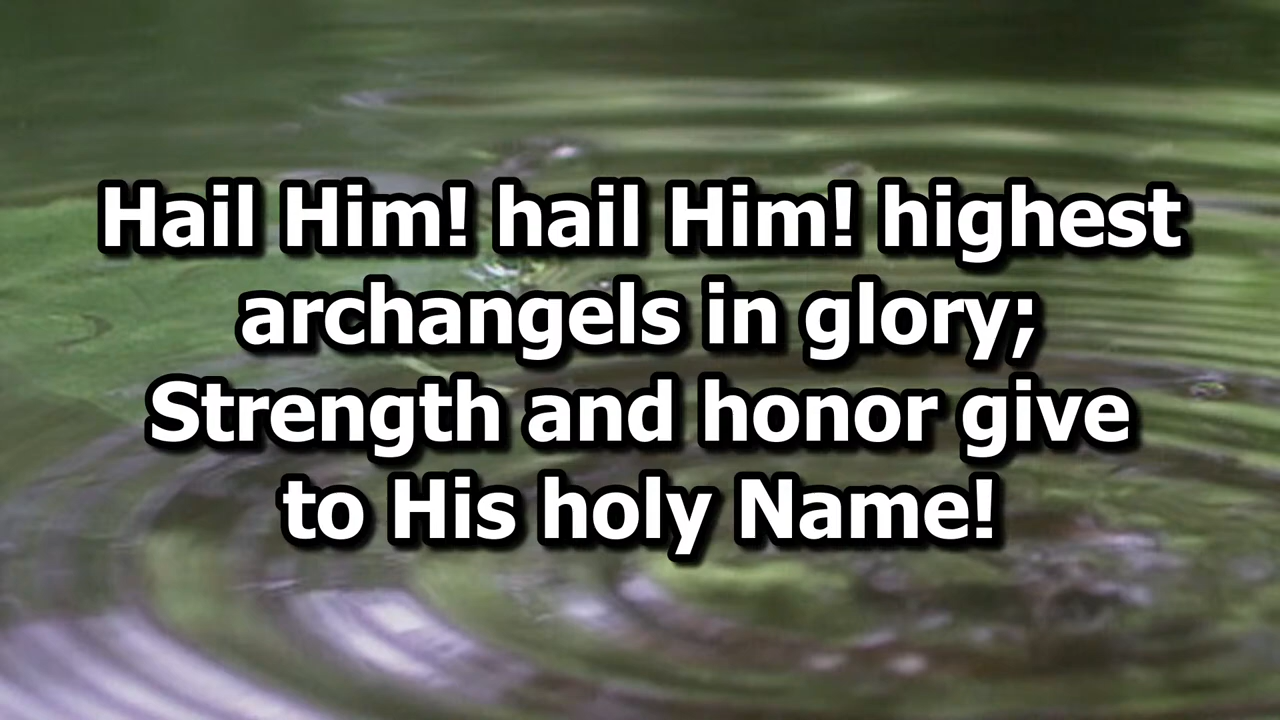 Hail Him! hail Him! highest
archangels in glory;
Strength and honor give
to His holy Name!